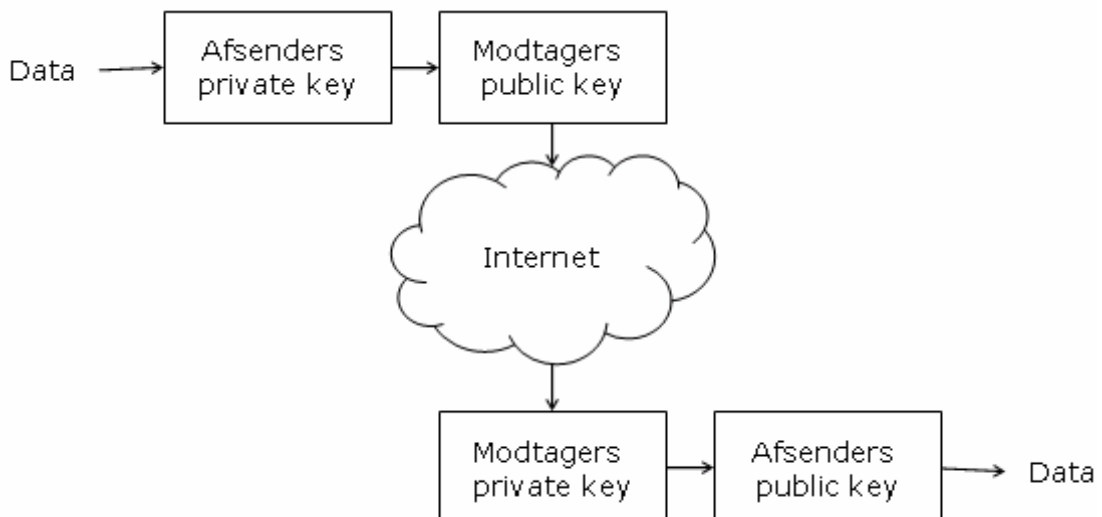 Data
Afsenders
private key
Modtagers
public key
Internet
Modtagers
private key
Afsenders
public key
Data